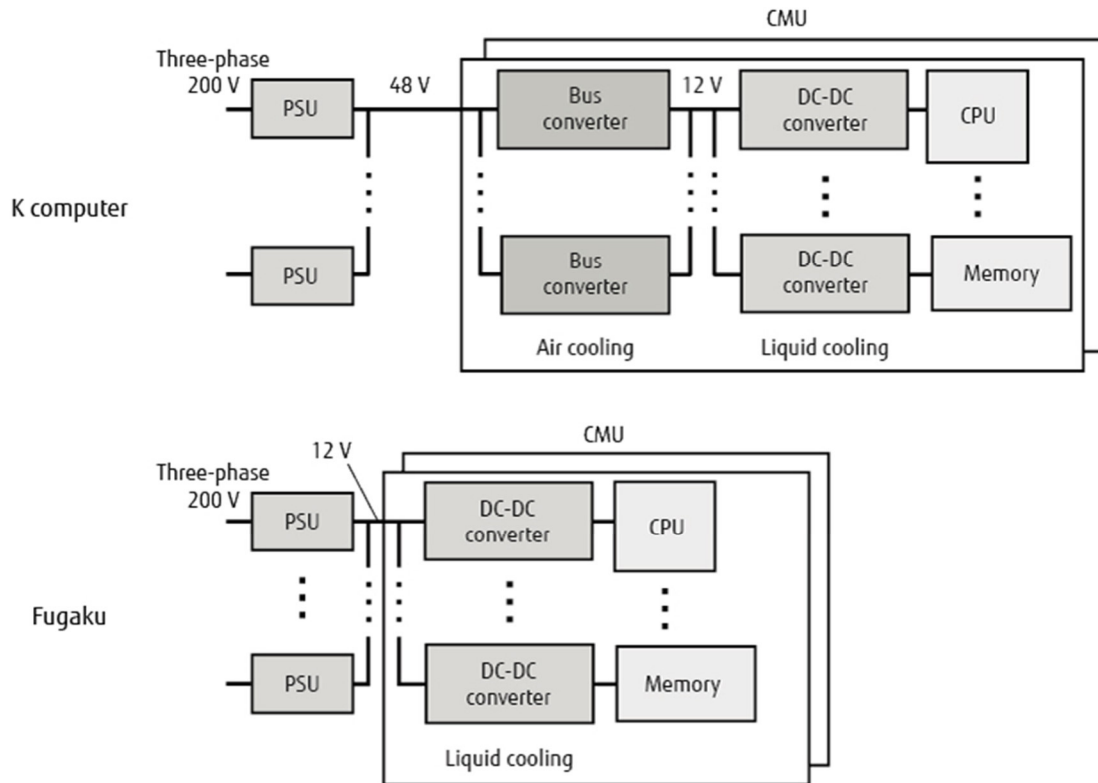 CMU
Three-phase
200 V
PSU
48 V
Bus
converter
12 V
DC-DC
converter
CPU
K computer
PSU
Bus
converter
DC-DC
converter
Memory
Air cooling
Liquid cooling
CMU
12 V
Three-phase
200 V
PSU
DC-DC
converter
CPU
Fugaku
PSU
DC-DC
converter
Memory
Liquid cooling